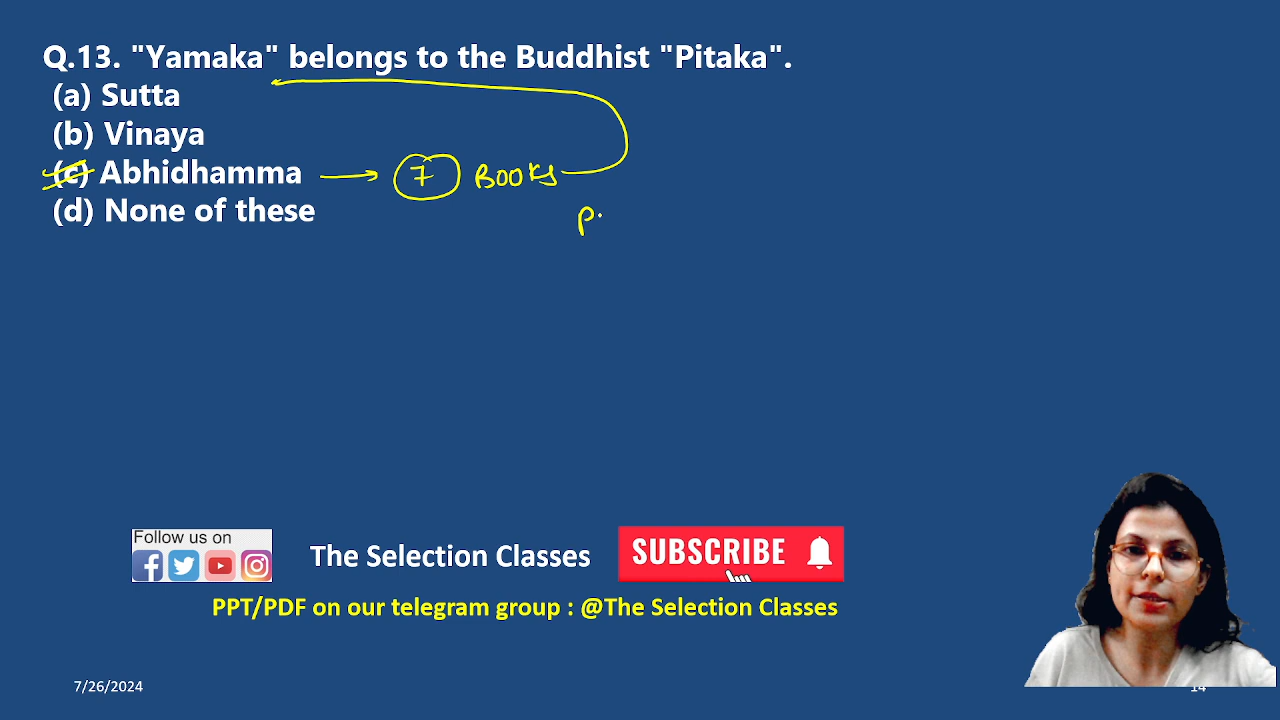 Q.13. "Yamaka" belongs to the Buddhist "Pitaka".
(a) Sutta
(b) Vinaya
(c) Abhidhamma 7 Books
P.
(d) None of these
Follow us on
The Selection Classes
SUBSCRIBE
PPT/PDF on our telegram group : @The Selection Classes
7/26/2024
14